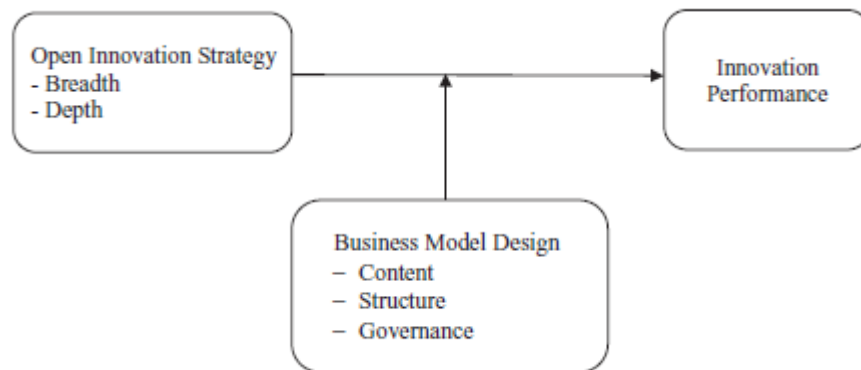 Open Innovation Strategy
- Breadth
- Depth
Innovation
Performance
Business Model Design
– Content
– Structure
– Governance